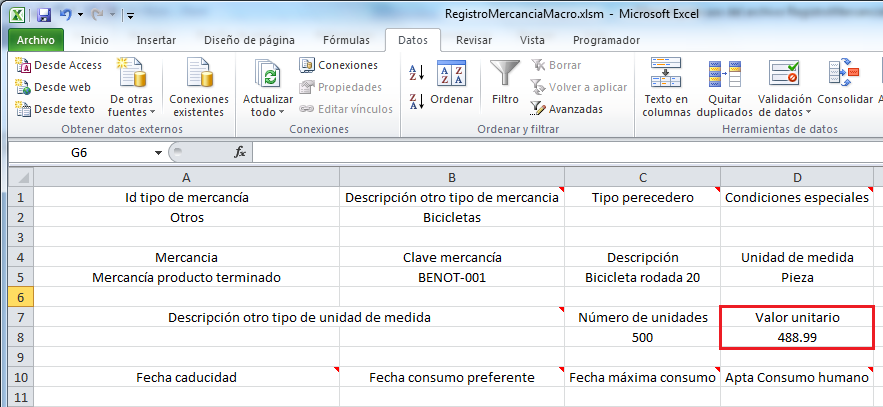 RegistroMercanciaMacro.xlsm - Microsoft Excel
Archivo Inicio Insertar Diseño de página Fórmulas Datos Revisar Vista Programador
Desde Access
Desde web
Desde texto
De otras fuentes
Conexiones existentes
Obtener datos externos
Actualizar todo
Conexiones
Propiedades
Editar vínculos
Conexiones
Ordenar
Filtro
Borrar
Volver a aplicar
Avanzadas
Ordenar y filtrar
Texto en columnas
Quitar duplicados
Validación de datos
Consolidar
Herramientas de datos
G6 fx
A B C D
1 Id tipo de mercancía Descripción otro tipo de mercancia Tipo perecedero Condiciones especiales
2 Otros Bicicletas
3
4 Mercancia Clave mercancía Descripción Unidad de medida
5 Mercancía producto terminado BENOT-001 Bicicleta rodada 20 Pieza
6
7 Descripción otro tipo de unidad de medida Número de unidades Valor unitario
8 500 488.99
9
10 Fecha caducidad Fecha consumo preferente Fecha máxima consumo Apta Consumo humano
11